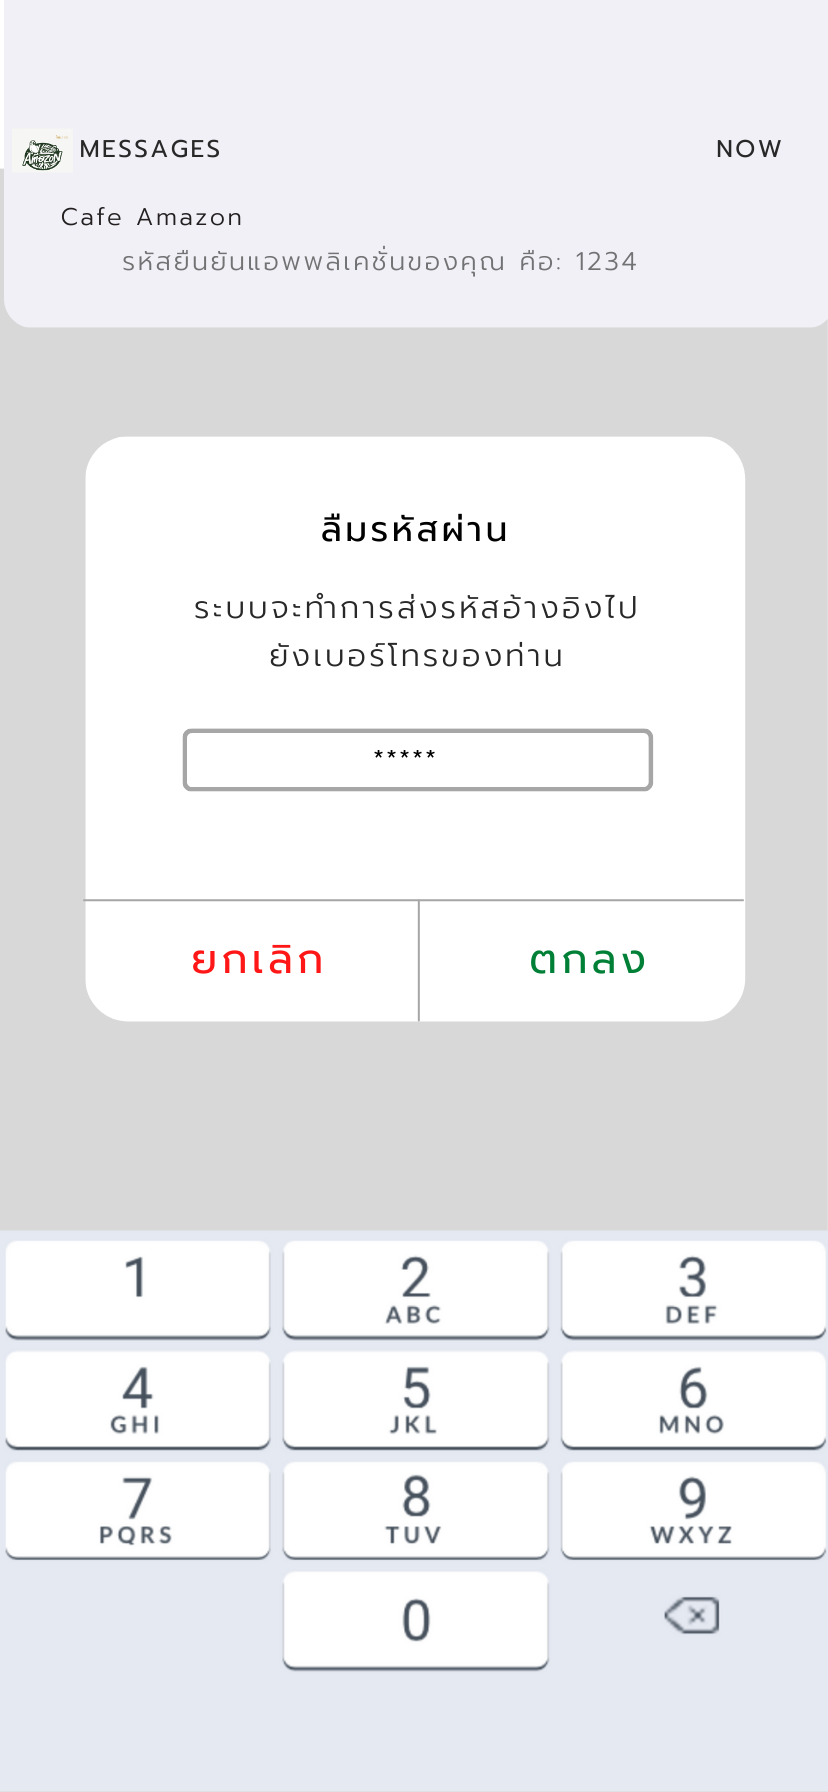 AMAZON
MESSAGES
NOW
Cafe Amazon
รหัสยืนยันแอพพลิเคชั่นของคุณ คือ: 1234
ลืมรหัสผ่าน
ระบบจะทำการส่งรหัสอ้างอิงไป
ยังเบอร์โทรของท่าน
*****
ยกเลิก
ตกลง
1
2
ABC
3
DEF
4
GHI
5
JKL
6
MNO
7
PQRS
8
TUV
9
WXYZ
0